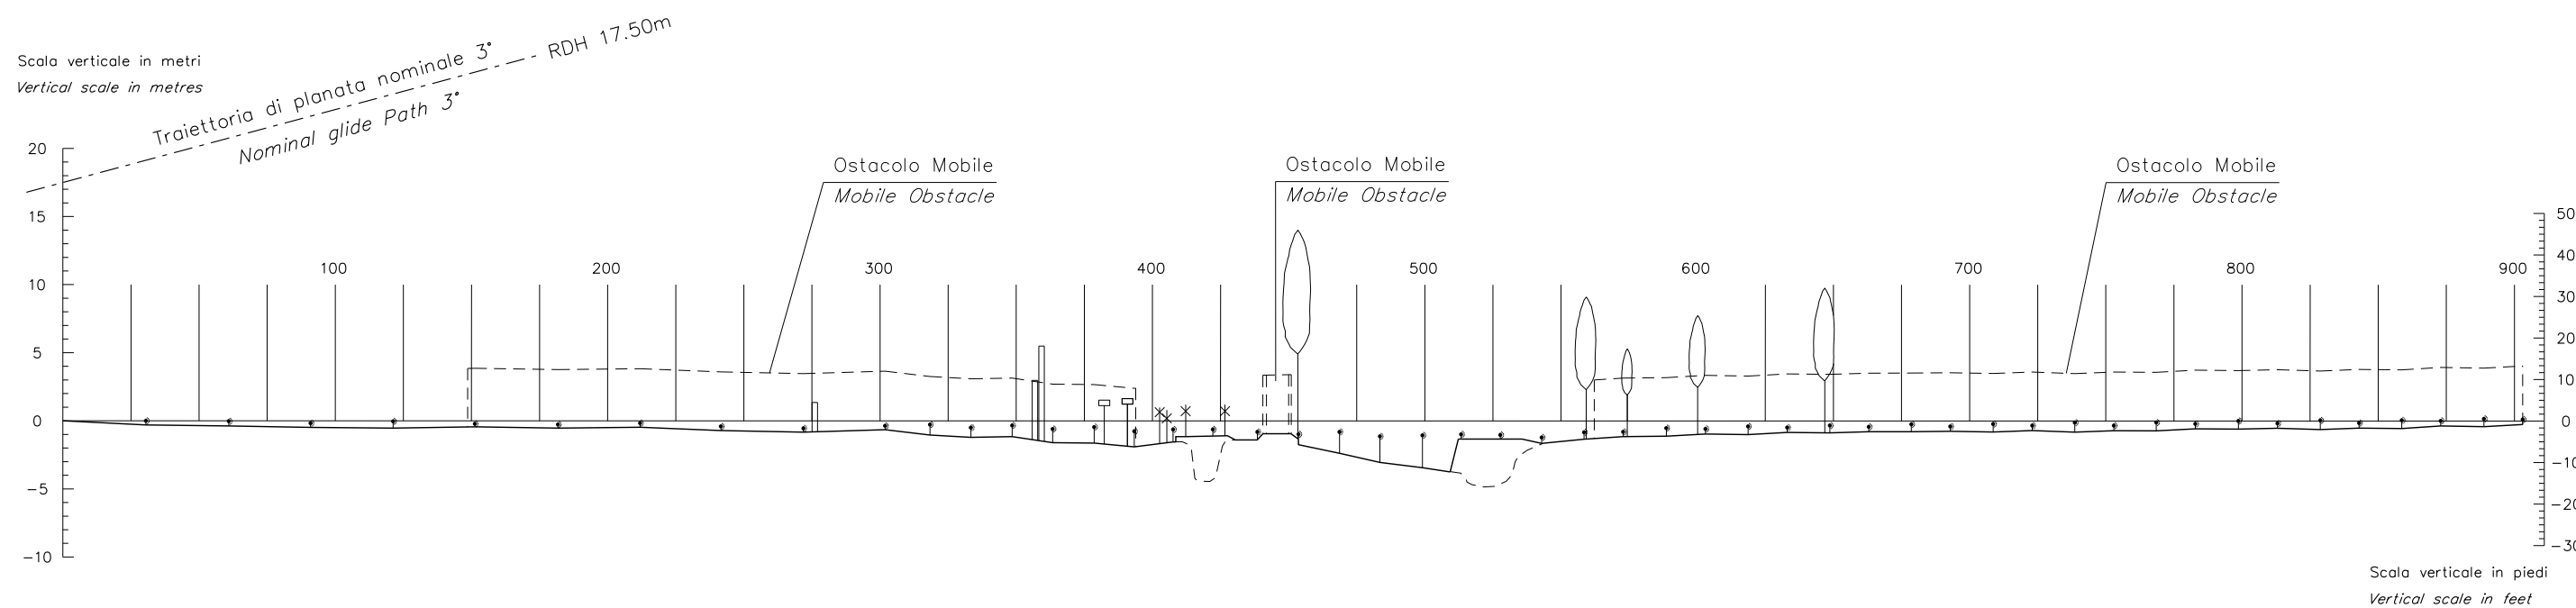 Scala verticale in metri
Vertical scale in metres
Traiettoria di planata nominale 3°
RDH 17.50m
Nominal glide Path 3°
Ostacolo Mobile
Mobile Obstacle
Ostacolo Mobile
Mobile Obstacle
Ostacolo Mobile
Mobile Obstacle
20
15
10
5
0
-5
-10
100 200 300 400 500 600 700 800 900
50
40
30
20
10
0
-10
-20
-30
Scala verticale in piedi
Vertical scale in feet